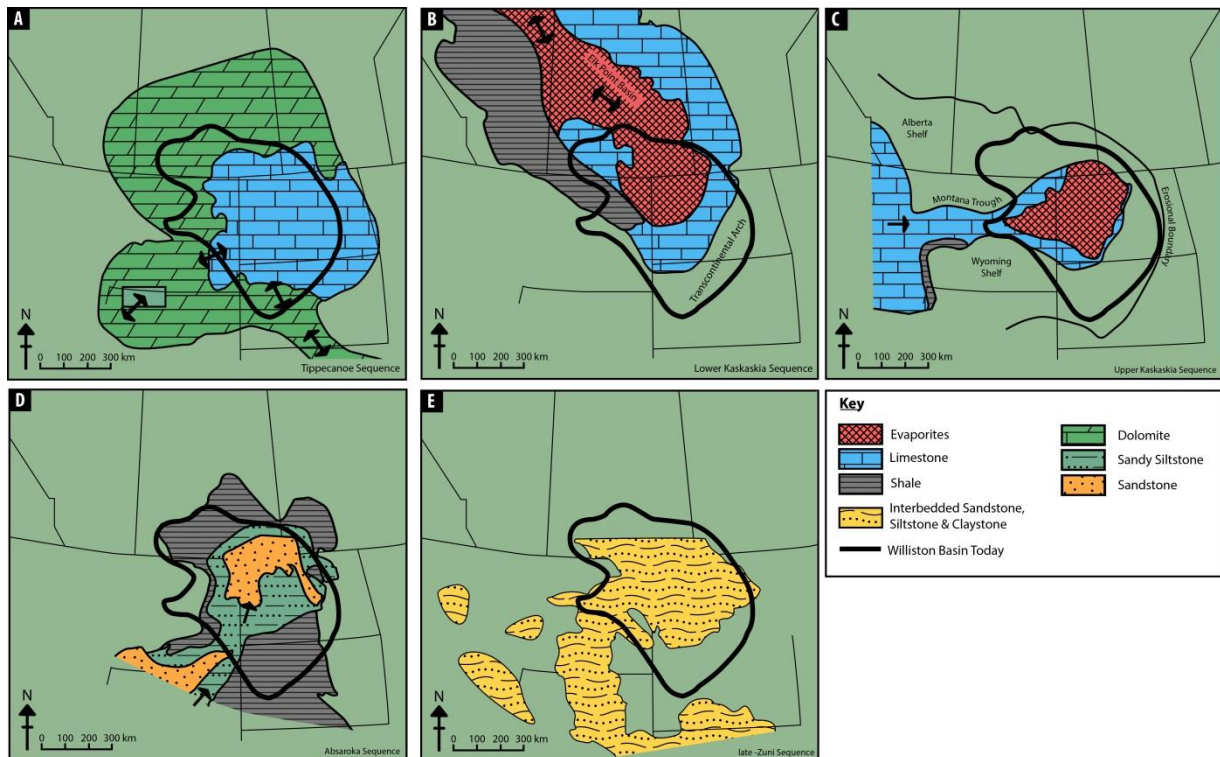 A
N
0 100 200 300 km
Tippecanoe Sequence
B
Elk Point Basin
Transcontinental Arch
N
0 100 200 300 km
Lower Kaskaskia Sequence
C
Alberta
Shelf
Montana Trough
Wyoming
Shelf
Erosional Boundary
N
0 100 200 300 km
Upper Kaskaskia Sequence
D
N
0 100 200 300 km
Absaroka Sequence
E
N
0 100 200 300 km
late -Zuni Sequence
Key
Evaporites
Limestone
Shale
Interbedded Sandstone,
Siltstone & Claystone
Williston Basin Today
Dolomite
Sandy Siltstone
Sandstone